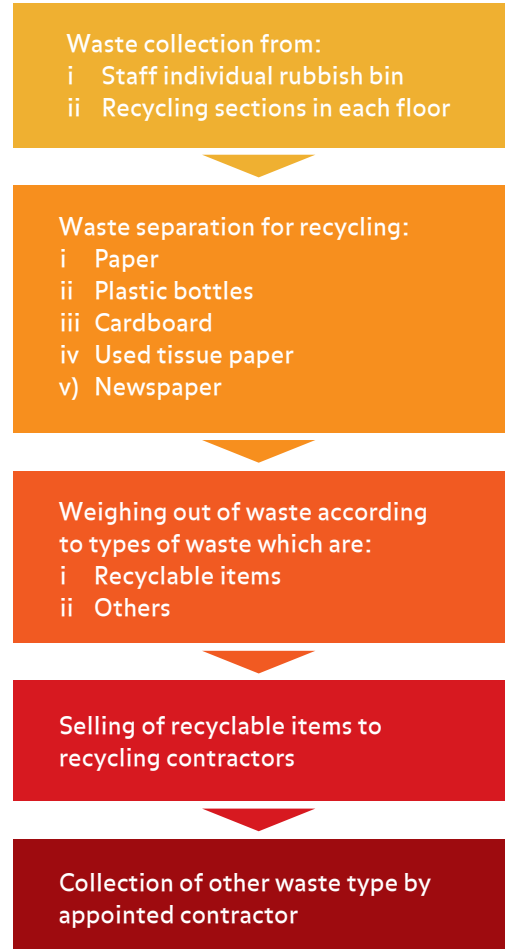 Waste collection from:
i Staff individual rubbish bin
ii Recycling sections in each floor
Waste separation for recycling:
i Paper
ii Plastic bottles
iii Cardboard
iv Used tissue paper
v) Newspaper
Weighing out of waste according
to types of waste which are:
i Recyclable items
ii Others
Selling of recyclable items to
recycling contractors
Collection of other waste type by
appointed contractor